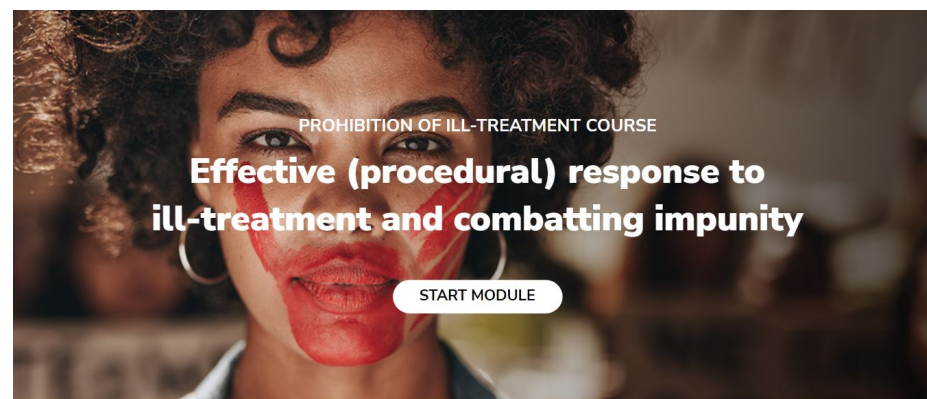 PROHIBITION OF ILL-TREATMENT COURSE
Effective (procedural) response to
ill-treatment and combatting impunity
START MODULE